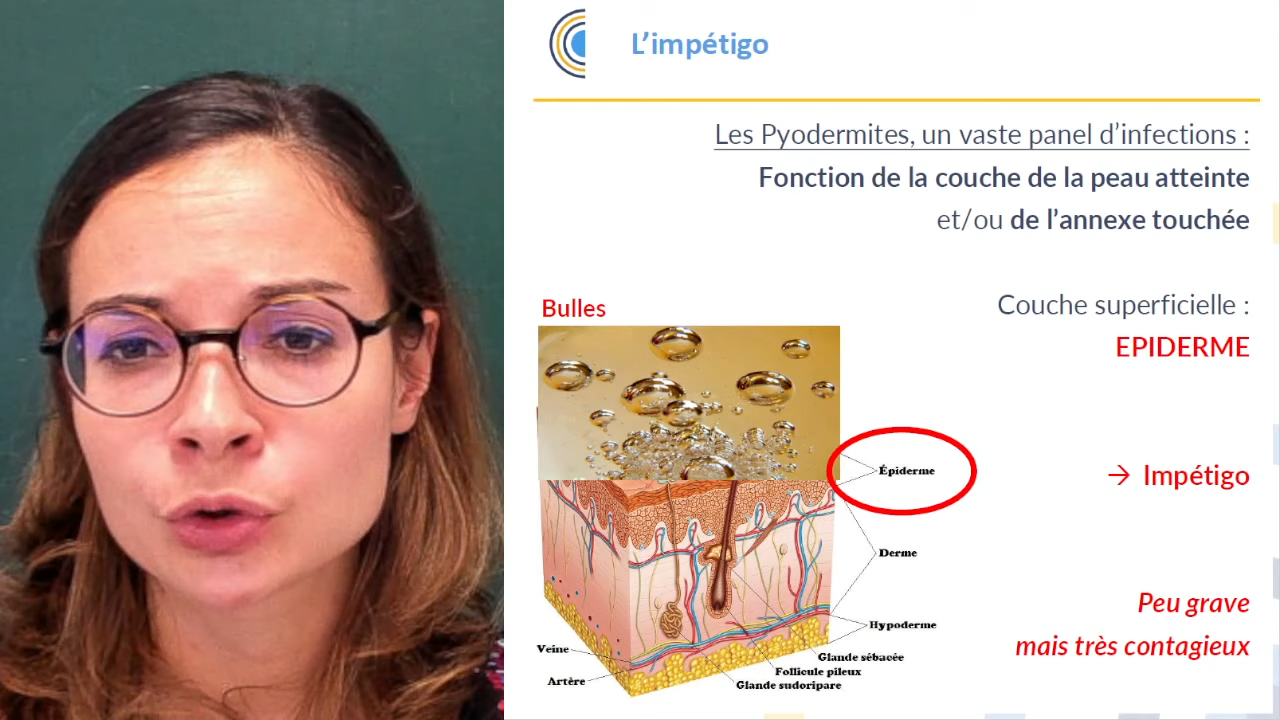 L'impétigo
Les Pyodermites, un vaste panel d'infections :
Fonction de la couche de la peau atteinte
et/ou de l'annexe touchée
Bulles
Couche superficielle :
EPIDERME
Épiderme
→ Impétigo
Derme
Peu grave
mais très contagieux
Hypoderme
Veine
Glande sébacée
Follicule pileux
Artère
Glande sudoripare